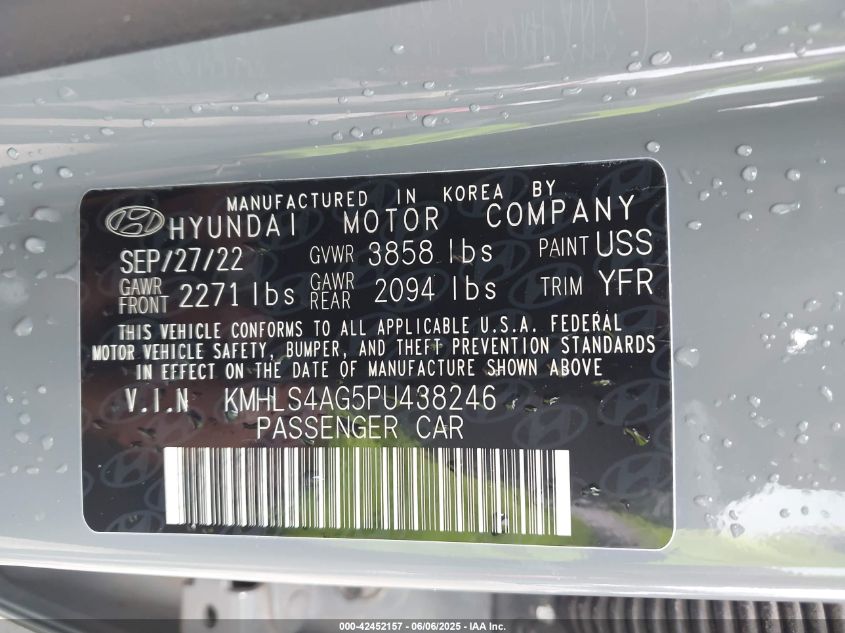 MANUFACTURED IN KOREA BY
HYUNDAI MOTOR COMPANY
SEP/27/22 GVWR 3858 lbs PAINT USS
GAWR FRONT 2271 lbs GAWR REAR 2094 lbs TRIM YFR
THIS VEHICLE CONFORMS TO ALL APPLICABLE U.S.A. FEDERAL
MOTOR VEHICLE SAFETY, BUMPER, AND THEFT PREVENTION STANDARDS
IN EFFECT ON THE DATE OF MANUFACTURE SHOWN ABOVE
V.I.N KMHLS4AG5PU438246
PASSENGER CAR
000-42452157 - 06/06/2025 - IAA Inc.